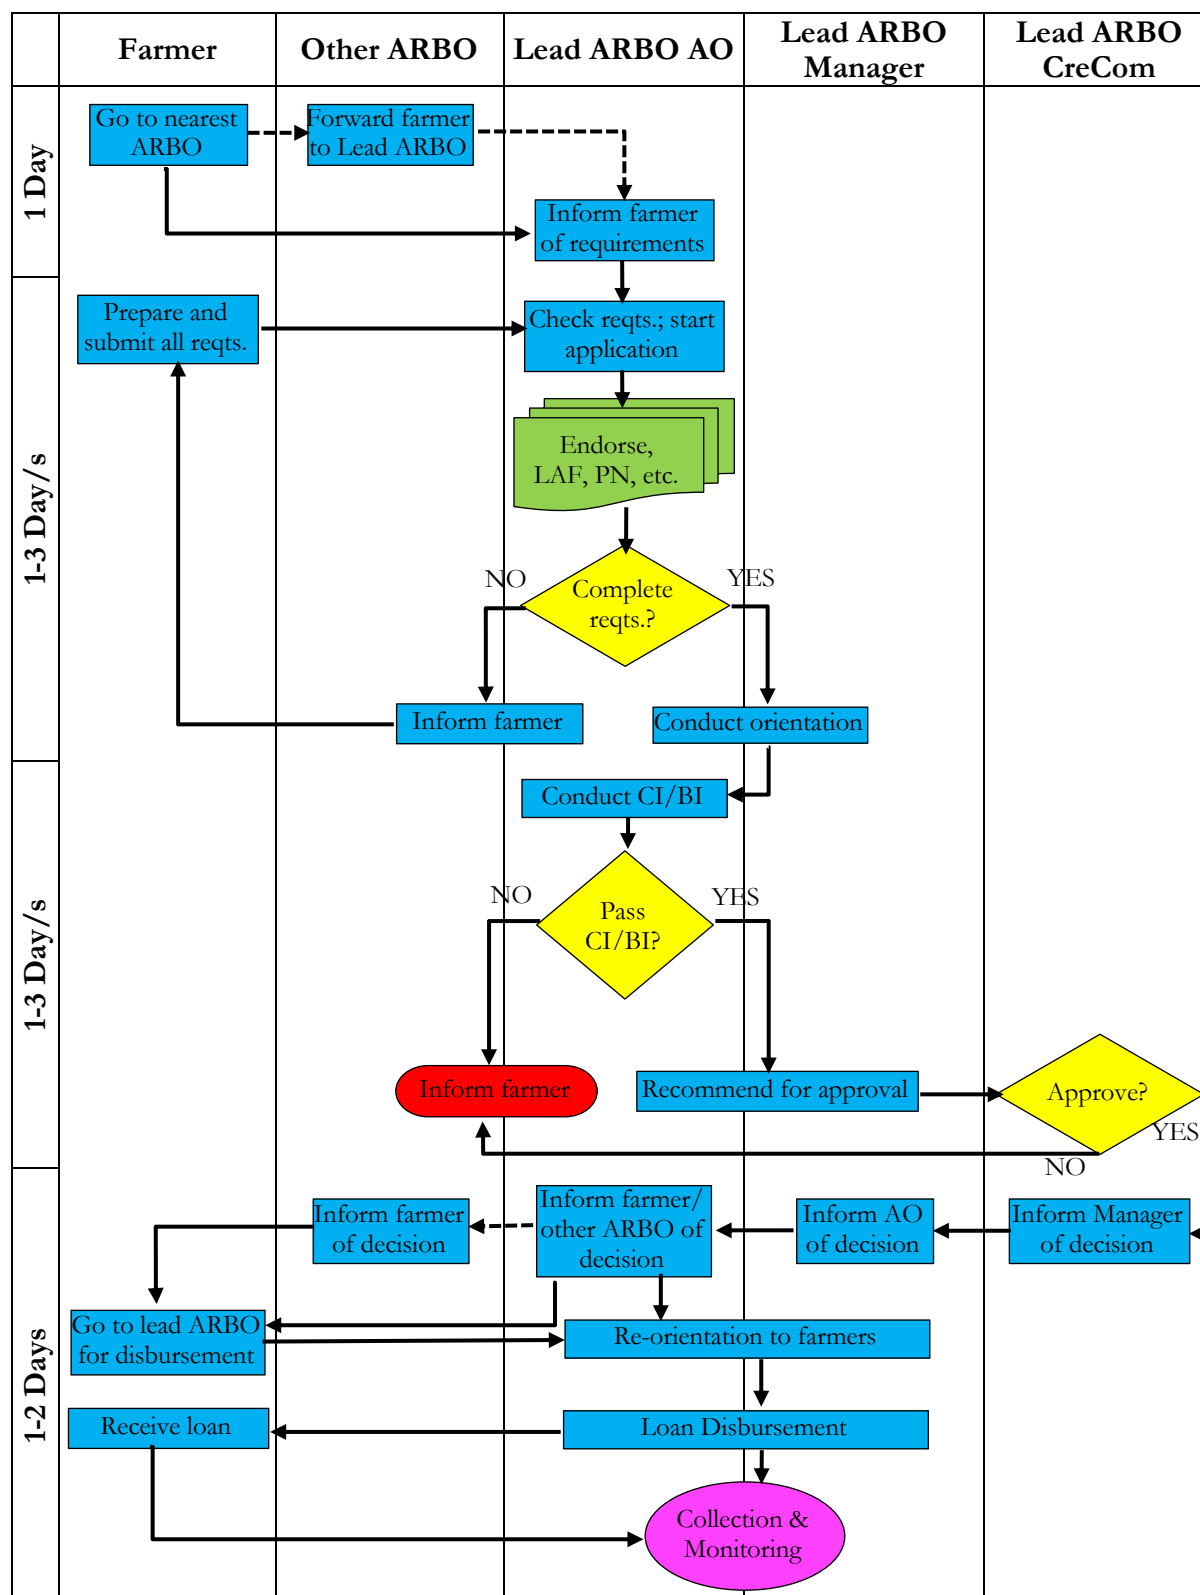 Farmer
Other ARBO
Lead ARBO AO
Lead ARBO
Manager
Lead ARBO
CreCom
1 Day
Go to nearest
ARBO
Forward farmer
to Lead ARBO
Inform farmer
of requirements
1-3 Day/s
Prepare and
submit all reqts.
Check reqts.; start
application
Endorse,
LAF, PN, etc.
NO
Complete
reqts.?
YES
Inform farmer
Conduct orientation
1-3 Day/s
Conduct CI/BI
NO
Pass
CI/BI?
YES
Inform farmer
Recommend for approval
Approve?
YES
NO
1-2 Days
Inform farmer
of decision
Inform farmer/
other ARBO of
decision
Inform AO
of decision
Inform Manager
of decision
Go to lead ARBO
for disbursement
Re-orientation to farmers
Receive loan
Loan Disbursement
Collection &
Monitoring